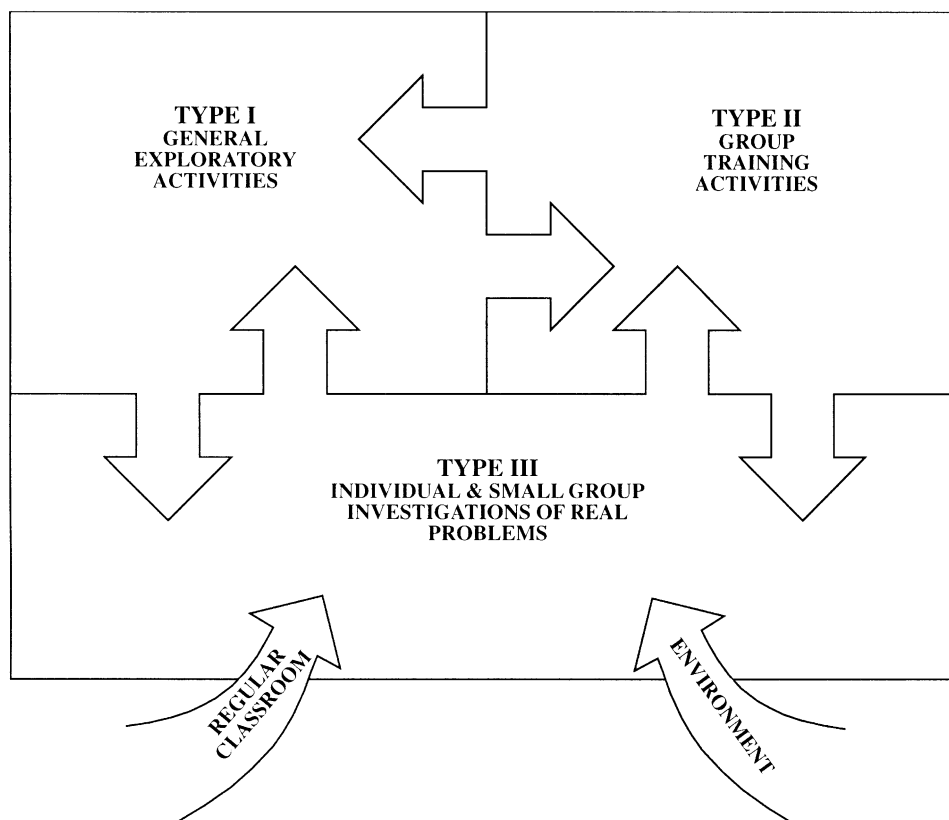 TYPE I
GENERAL
EXPLORATORY
ACTIVITIES
TYPE II
GROUP
TRAINING
ACTIVITIES
TYPE III
INDIVIDUAL & SMALL GROUP
INVESTIGATIONS OF REAL
PROBLEMS
REGULAR
CLASSROOM
ENVIRONMENT